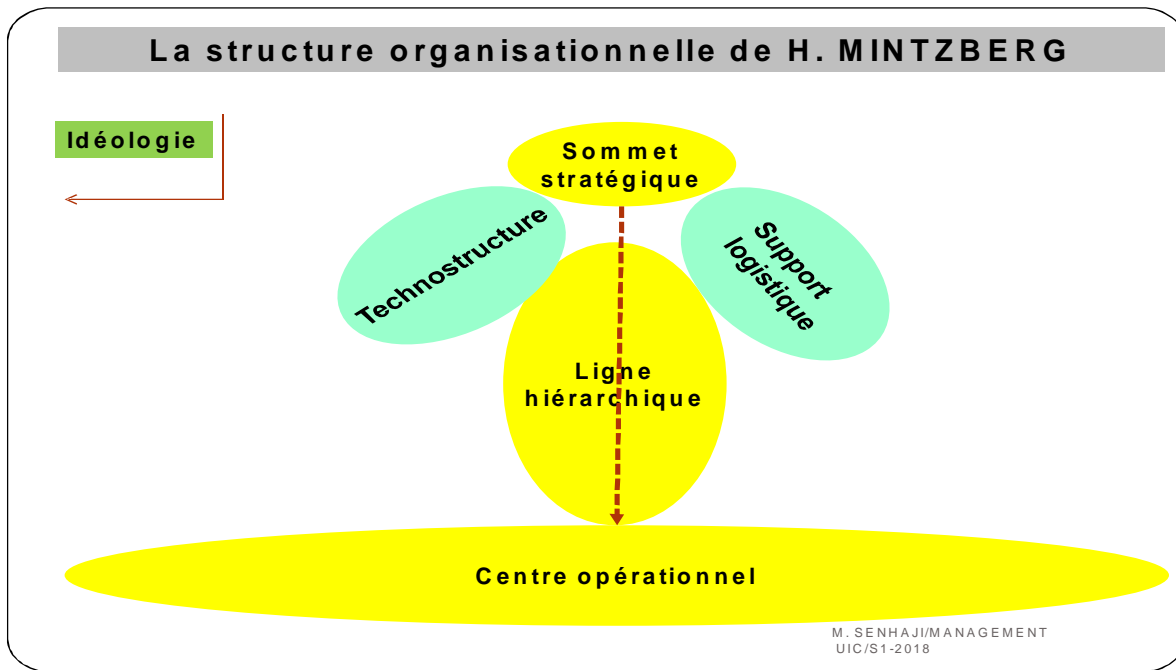 La structure organisationnelle de H. MINTZBERG
Idéologie
Sommet
stratégique
Technostructure
Support
logistique
Ligne
hiérarchique
Centre opérationnel
M. SENHAJI/MANAGEMENT
UIC/S1-2018